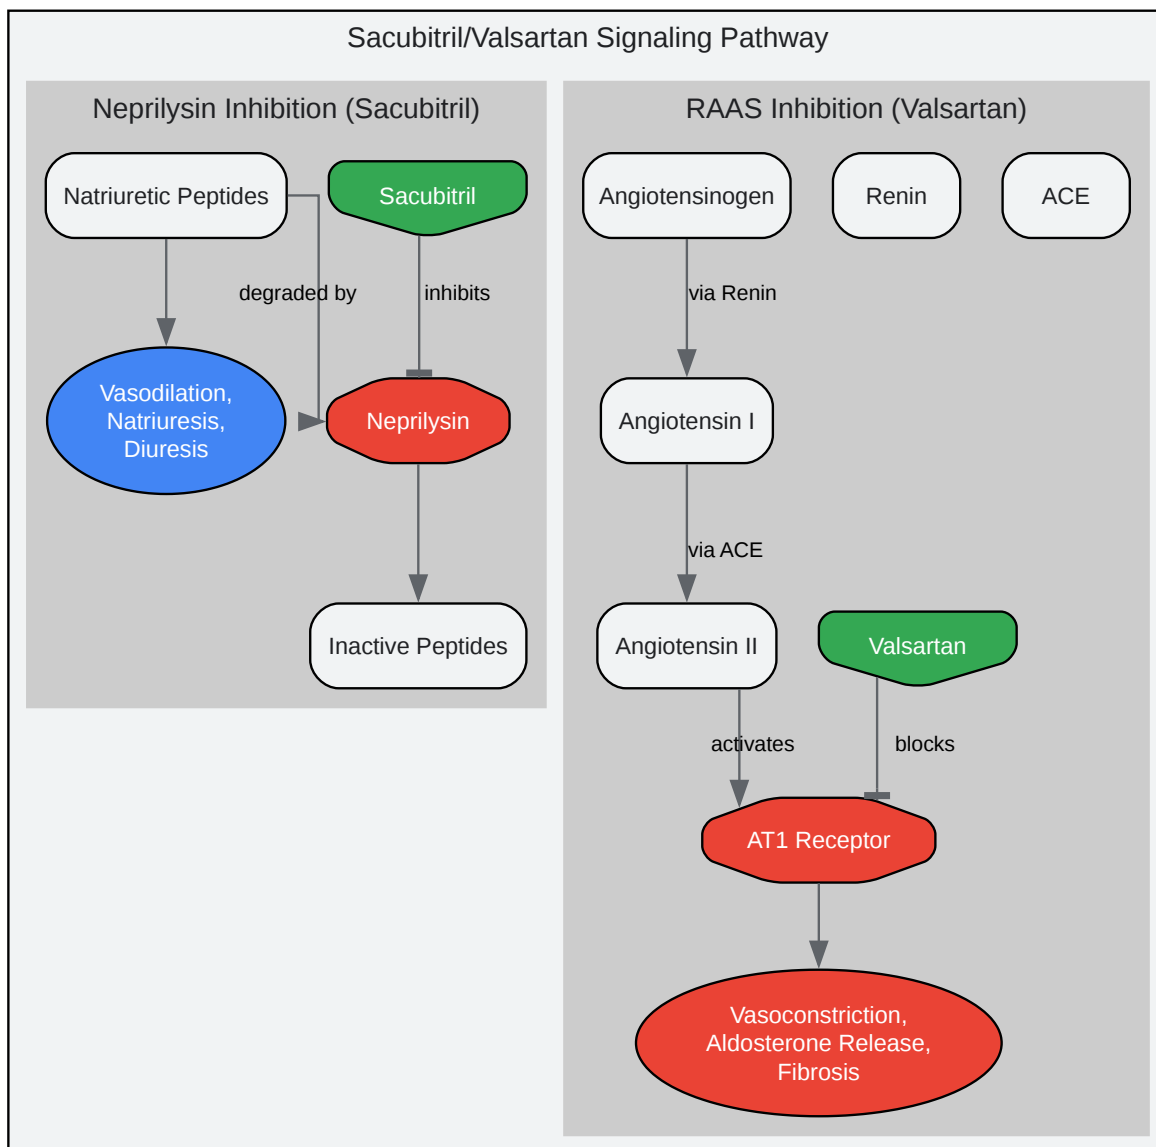 Sacubitril/Valsartan Signaling Pathway
Neprilysin Inhibition (Sacubitril)
Natriuretic Peptides
Sacubitril
degraded by
inhibits
Vasodilation,
Natriuresis,
Diuresis
Neprilysin
Inactive Peptides
RAAS Inhibition (Valsartan)
Angiotensinogen
Renin
ACE
via Renin
Angiotensin I
via ACE
Angiotensin II
Valsartan
activates
blocks
AT1 Receptor
Vasoconstriction,
Aldosterone Release,
Fibrosis